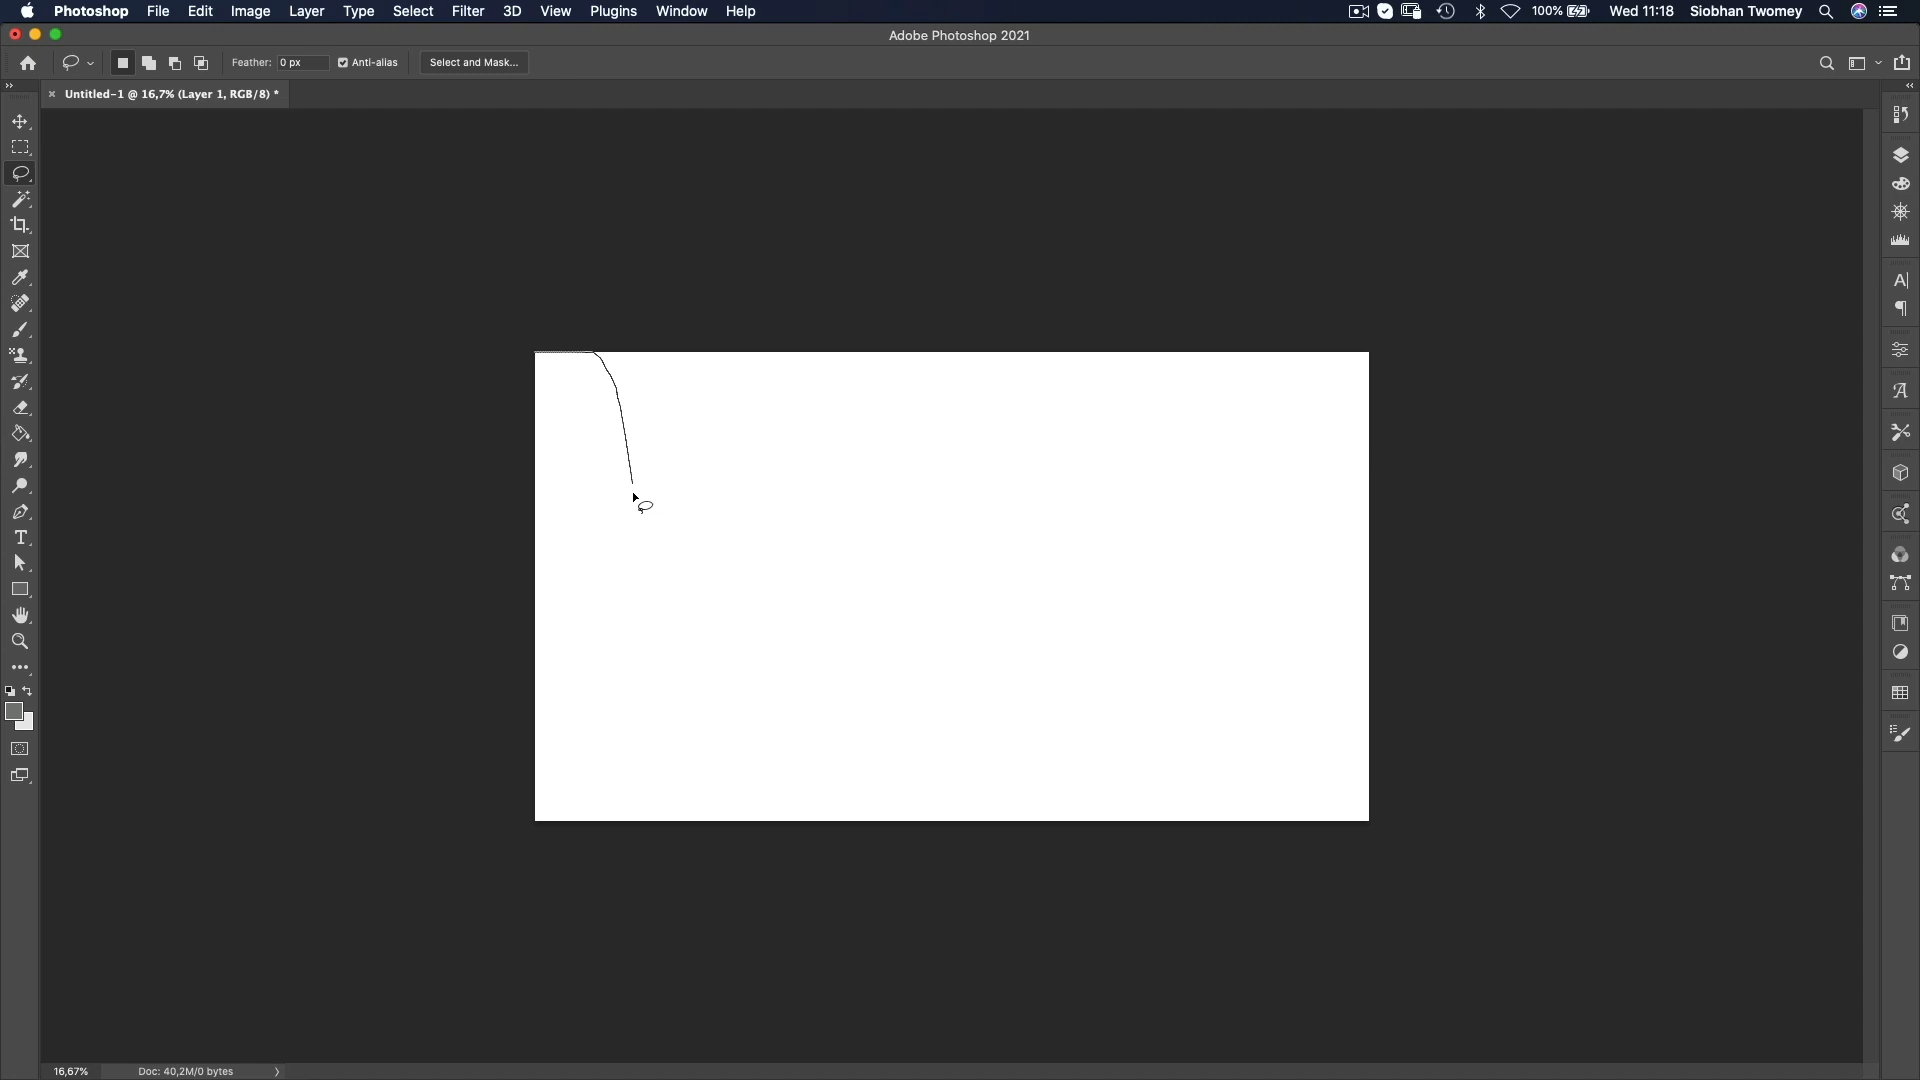 Photoshop File Edit Image Layer Type Select Filter 3D View Plugins Window Help 100% Wed 11:18 Siobhan Twomey
Adobe Photoshop 2021
Feather: 0 px Anti-alias Select and Mask...
Untitled-1 @ 16,7% (Layer 1, RGB/8) *
16,67% Doc: 40,2M/0 bytes